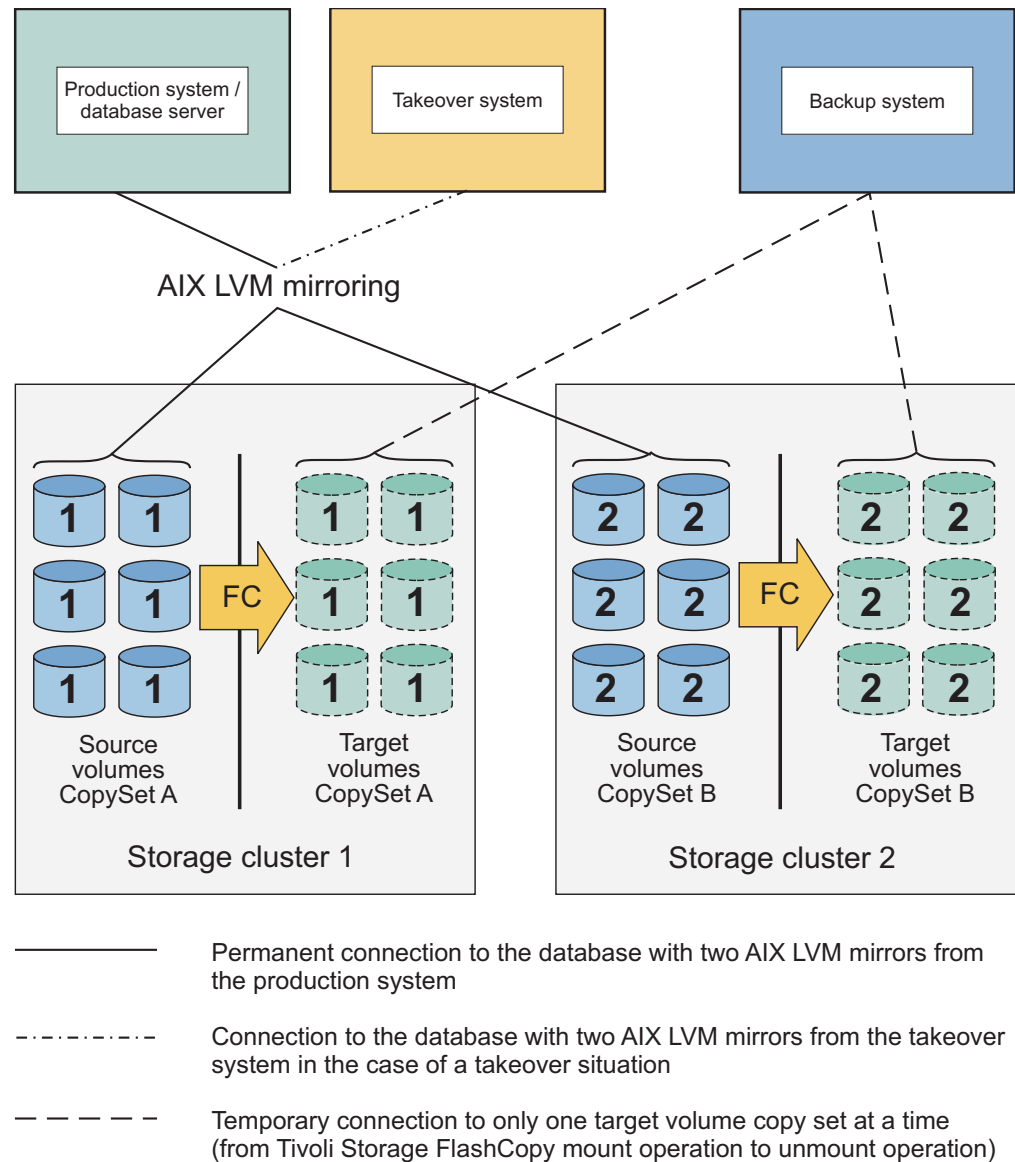 Production system /
database server
Takeover system
Backup system
AIX LVM mirroring
1 1
1 1
1 1
FC
1 1
1 1
1 1
Source
volumes
CopySet A
Target
volumes
CopySet A
Storage cluster 1
2 2
2 2
2 2
FC
2 2
2 2
2 2
Source
volumes
CopySet B
Target
volumes
CopySet B
Storage cluster 2
Permanent connection to the database with two AIX LVM mirrors from
the production system
Connection to the database with two AIX LVM mirrors from the takeover
system in the case of a takeover situation
Temporary connection to only one target volume copy set at a time
(from Tivoli Storage FlashCopy mount operation to unmount operation)